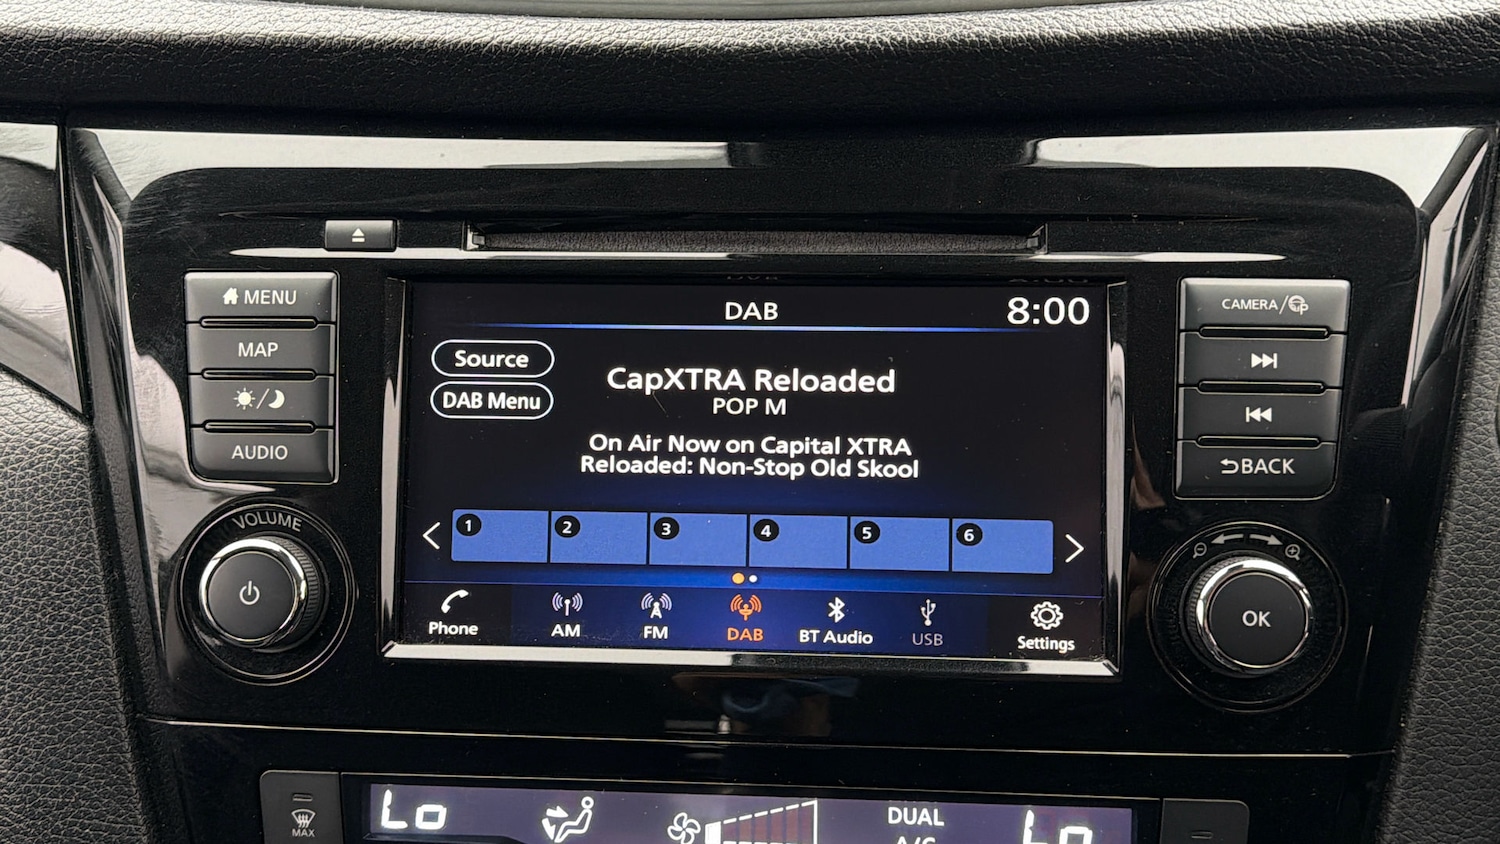 MENU
MAP
AUDIO
VOLUME
DAB
8:00
Source
DAB Menu
CapXTRA Reloaded
POP M
On Air Now on Capital XTRA
Reloaded: Non-Stop Old Skool
1 2 3 4 5 6
Phone AM FM DAB BT Audio USB Settings
CAMERA/
BACK
OK
MAX
Lo
DUAL
A/C
Lo